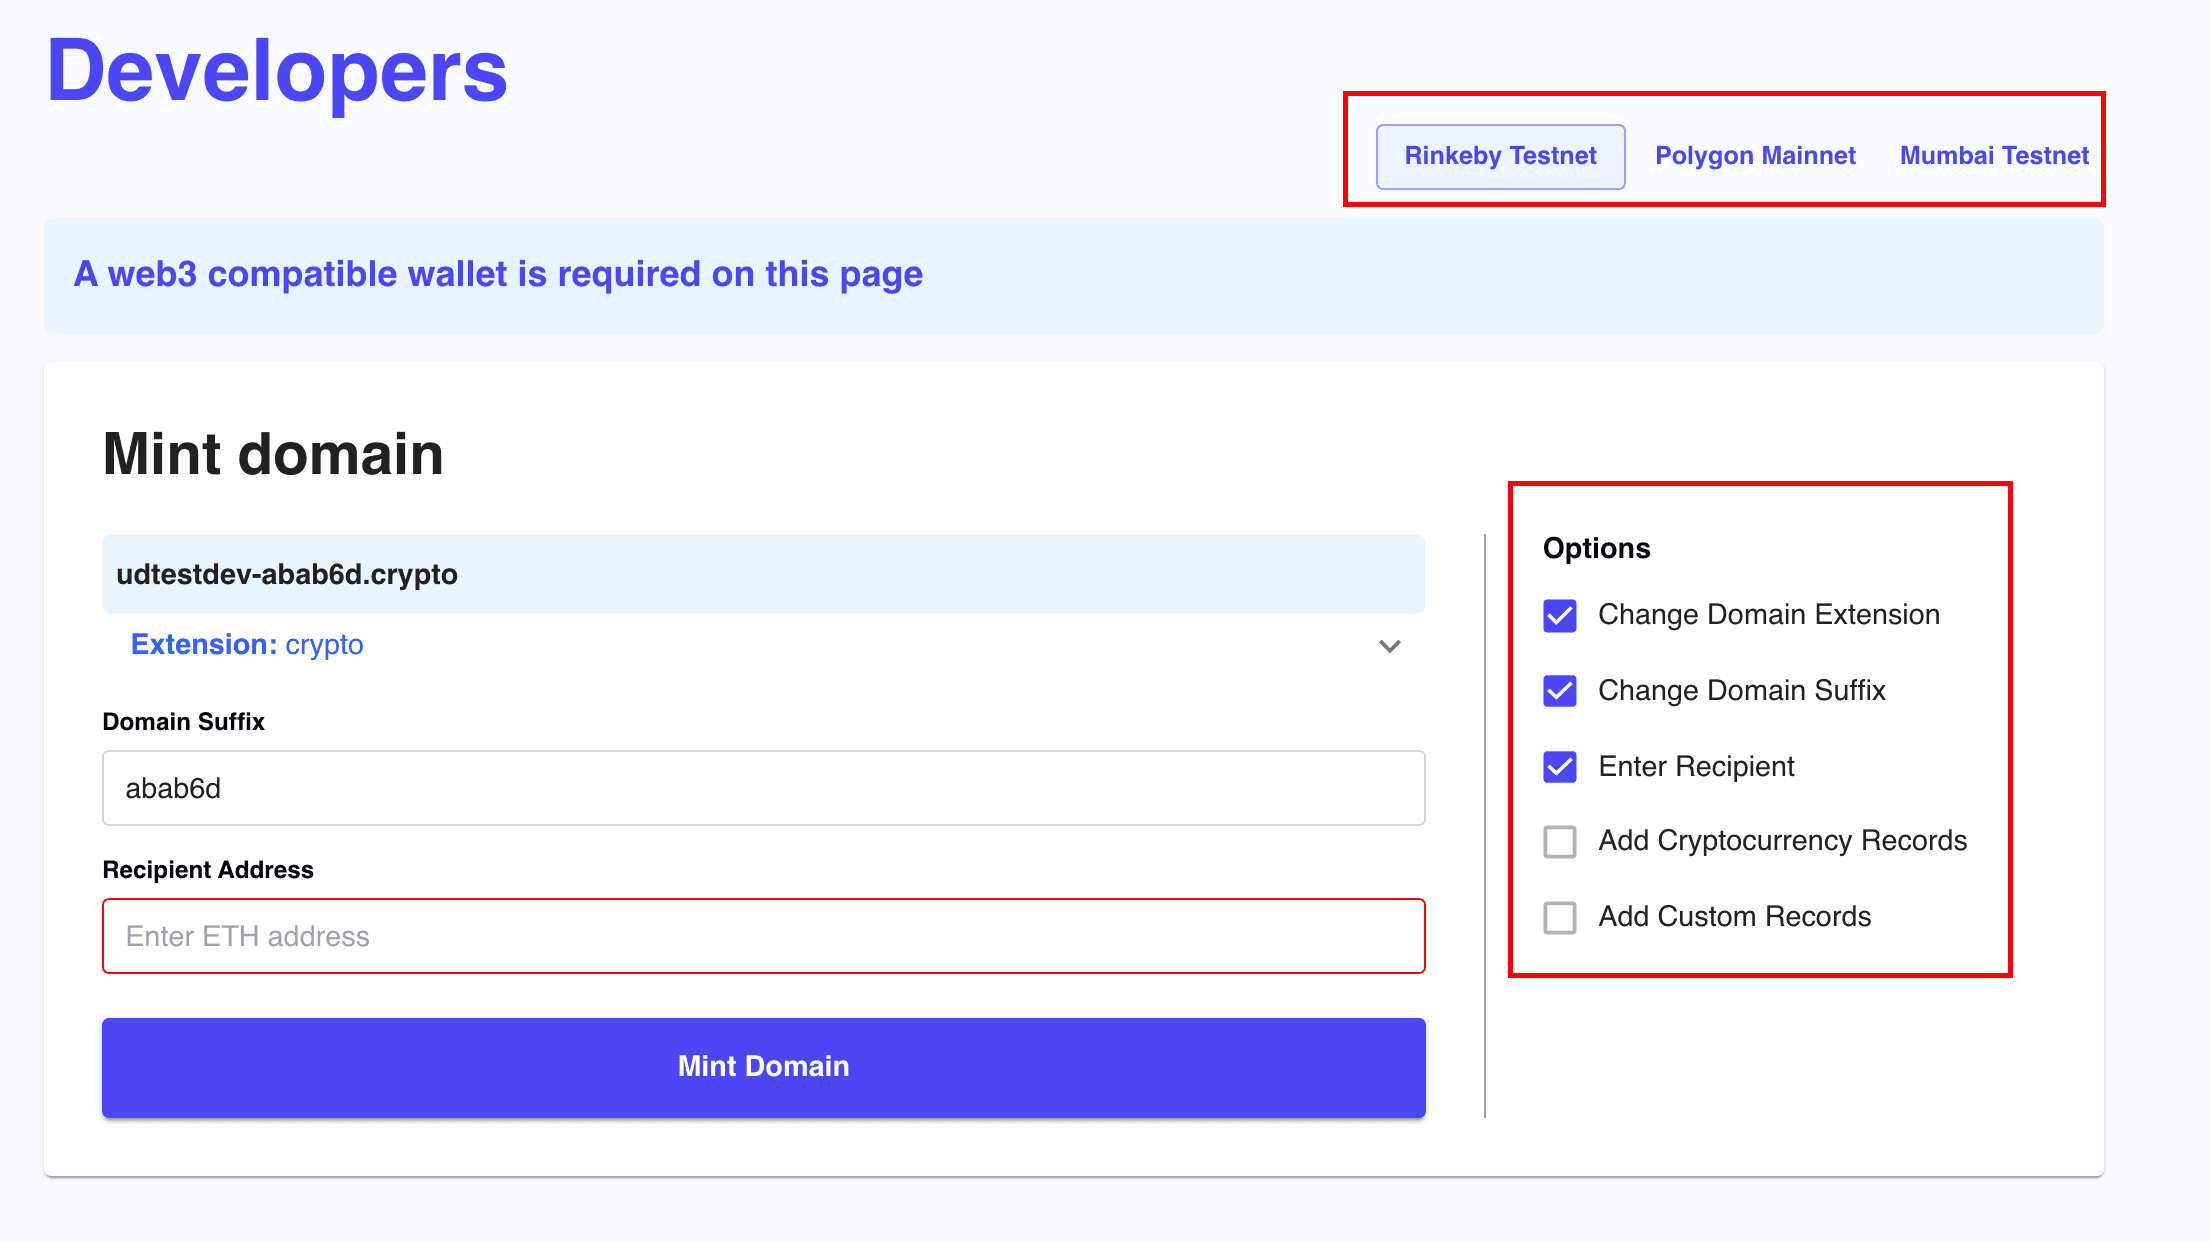 Developers
Rinkeby Testnet Polygon Mainnet Mumbai Testnet
A web3 compatible wallet is required on this page
Mint domain
udtestdev-abab6d.crypto
Extension: crypto
Domain Suffix
abab6d
Recipient Address
Enter ETH address
Mint Domain
Options
Change Domain Extension
Change Domain Suffix
Enter Recipient
Add Cryptocurrency Records
Add Custom Records